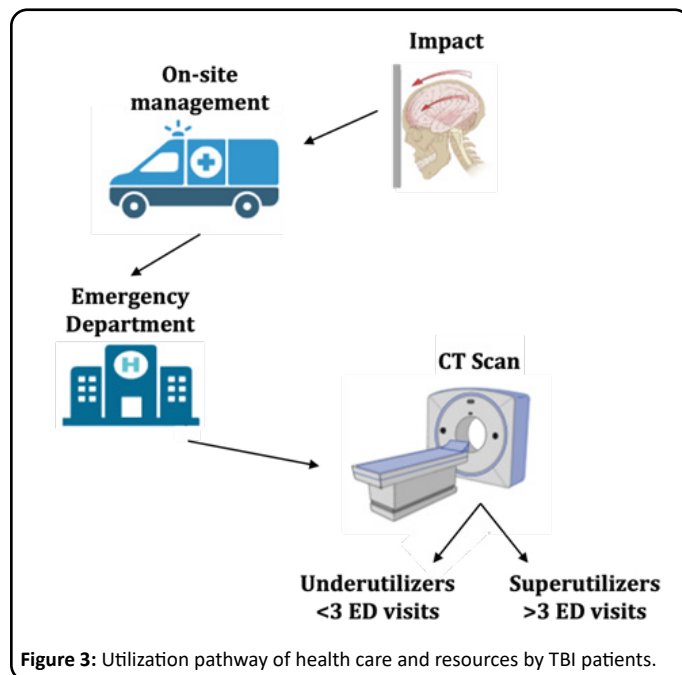 Impact
On-site
management
Emergency
Department
H
CT Scan
Underutilizers
<3 ED visits
Superutilizers
>3 ED visits
Figure 3: Utilization pathway of health care and resources by TBI patients.